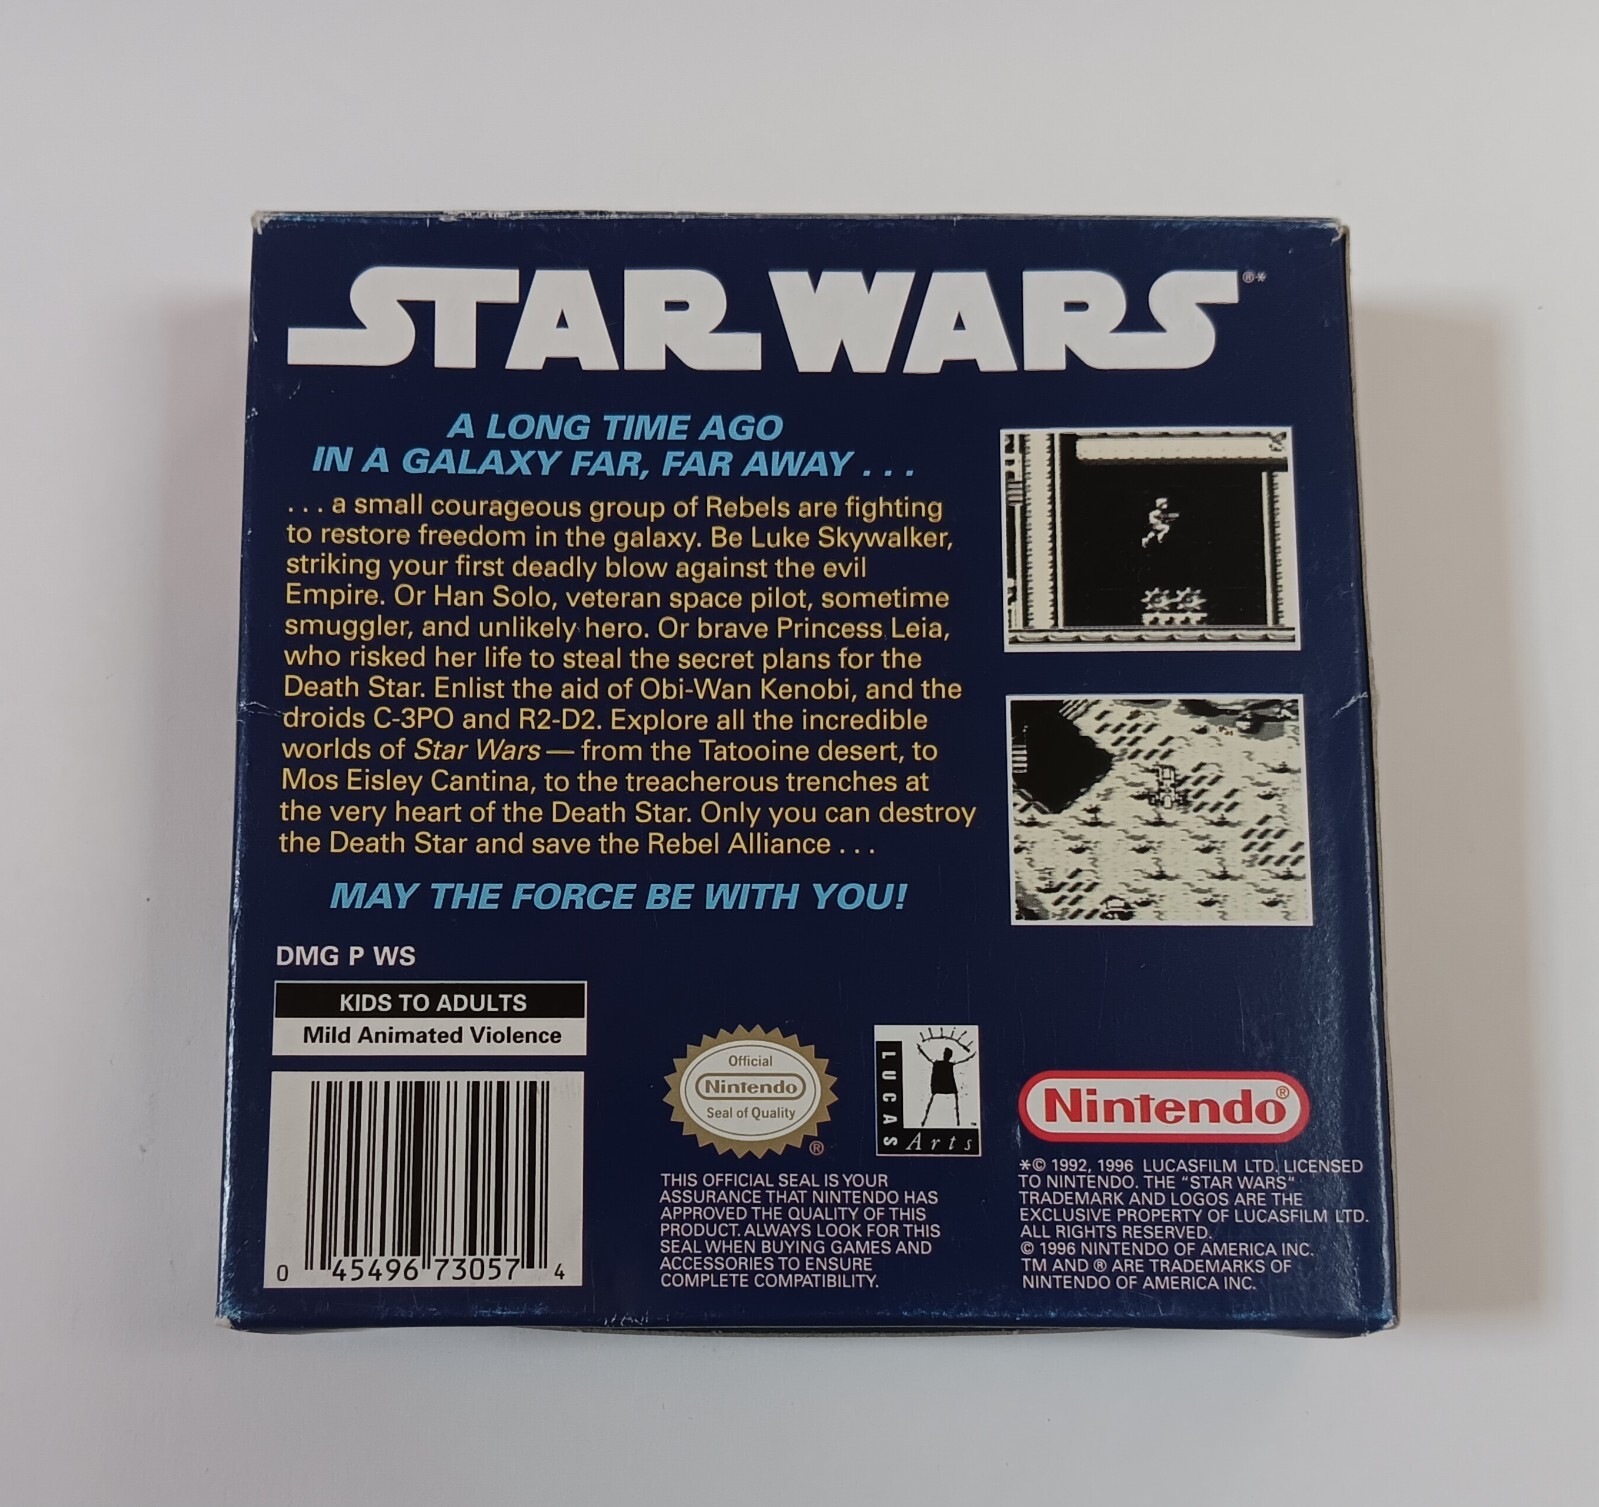 STAR WARS®*
A LONG TIME AGO
IN A GALAXY FAR, FAR AWAY . . .
. . . a small courageous group of Rebels are fighting
to restore freedom in the galaxy. Be Luke Skywalker,
striking your first deadly blow against the evil
Empire. Or Han Solo, veteran space pilot, sometime
smuggler, and unlikely hero. Or brave Princess Leia,
who risked her life to steal the secret plans for the
Death Star. Enlist the aid of Obi-Wan Kenobi, and the
droids C-3PO and R2-D2. Explore all the incredible
worlds of Star Wars — from the Tatooine desert, to
Mos Eisley Cantina, to the treacherous trenches at
the very heart of the Death Star. Only you can destroy
the Death Star and save the Rebel Alliance . . .
MAY THE FORCE BE WITH YOU!
DMG P WS
KIDS TO ADULTS
Mild Animated Violence
0 45496 73057 4
Official
Nintendo
Seal of Quality
®
THIS OFFICIAL SEAL IS YOUR
ASSURANCE THAT NINTENDO HAS
APPROVED THE QUALITY OF THIS
PRODUCT. ALWAYS LOOK FOR THIS
SEAL WHEN BUYING GAMES AND
ACCESSORIES TO ENSURE
COMPLETE COMPATIBILITY.
LUCAS
Arts
Nintendo®
*© 1992, 1996 LUCASFILM LTD. LICENSED
TO NINTENDO. THE "STAR WARS"
TRADEMARK AND LOGOS ARE THE
EXCLUSIVE PROPERTY OF LUCASFILM LTD.
ALL RIGHTS RESERVED.
© 1996 NINTENDO OF AMERICA INC.
TM AND ® ARE TRADEMARKS OF
NINTENDO OF AMERICA INC.